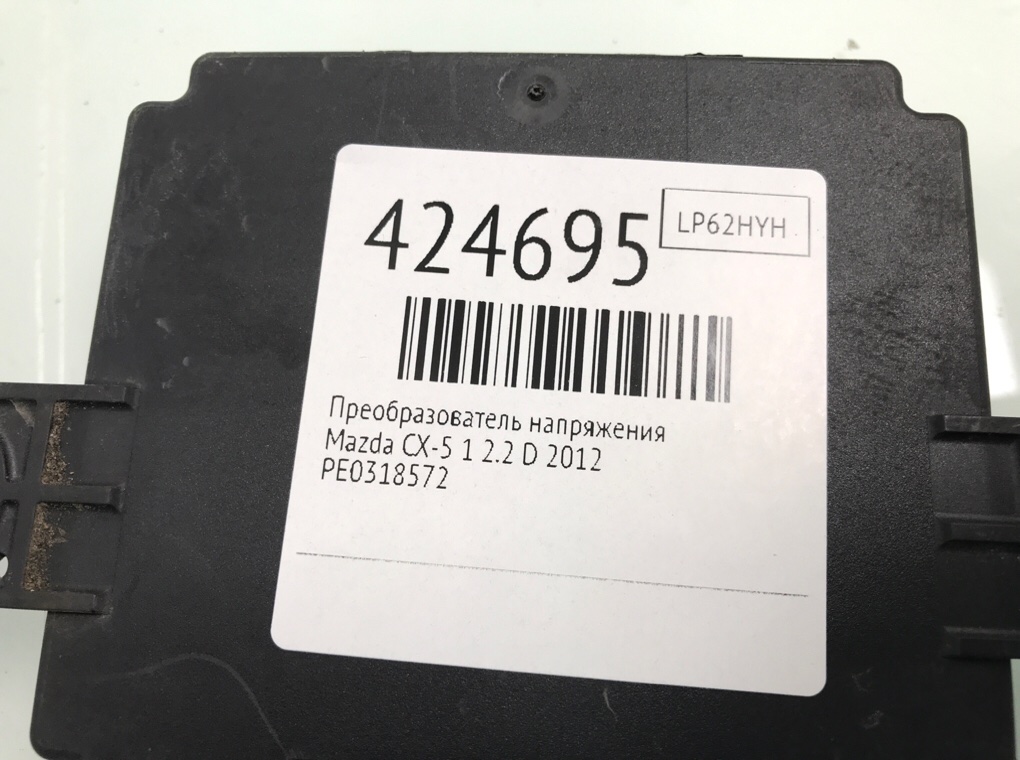 424695
LP62HYH
Преобразователь напряжения
Mazda CX-5 1 2.2 D 2012
PE0318572